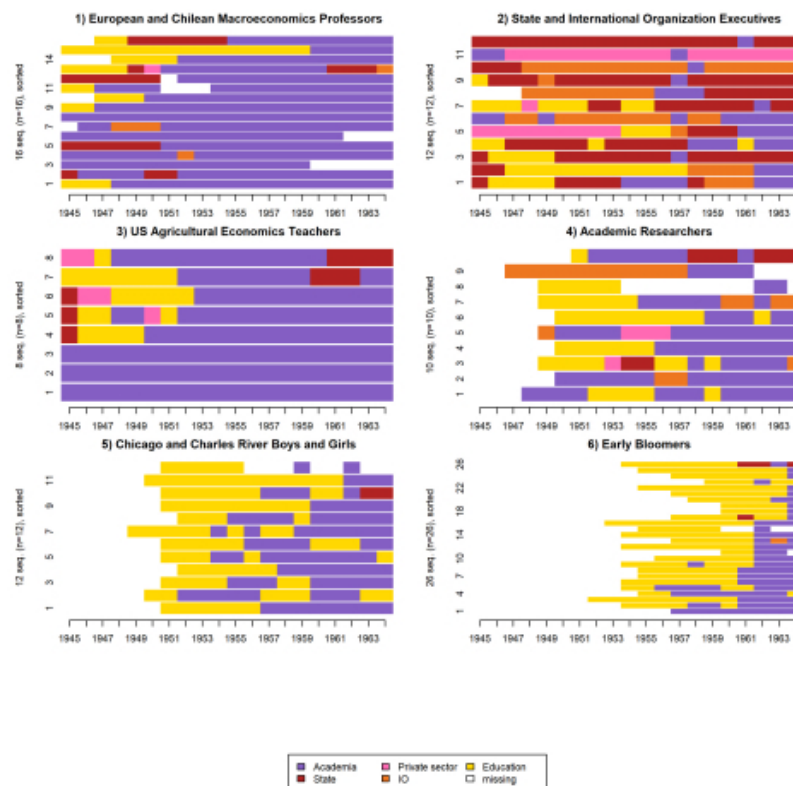 1) European and Chilean Macroeconomics Professors
16 seq. (n=16), sorted
1 3 5 7 9 11 14
1945 1947 1949 1951 1953 1955 1957 1959 1961 1963
2) State and International Organization Executives
12 seq. (n=12), sorted
1 3 5 7 9 11
1945 1947 1949 1951 1953 1955 1957 1959 1961 1963
3) US Agricultural Economics Teachers
8 seq. (n=8), sorted
1 2 3 4 5 6 7 8
1945 1947 1949 1951 1953 1955 1957 1959 1961 1963
4) Academic Researchers
10 seq. (n=10), sorted
1 2 3 4 5 6 7 8 9
1945 1947 1949 1951 1953 1955 1957 1959 1961 1963
5) Chicago and Charles River Boys and Girls
12 seq. (n=12), sorted
1 3 5 7 9 11
1945 1947 1949 1951 1953 1955 1957 1959 1961 1963
6) Early Bloomers
26 seq. (n=26), sorted
1 4 7 10 14 18 22 26
1945 1947 1949 1951 1953 1955 1957 1959 1961 1963
Academia Private sector Education
State IO missing